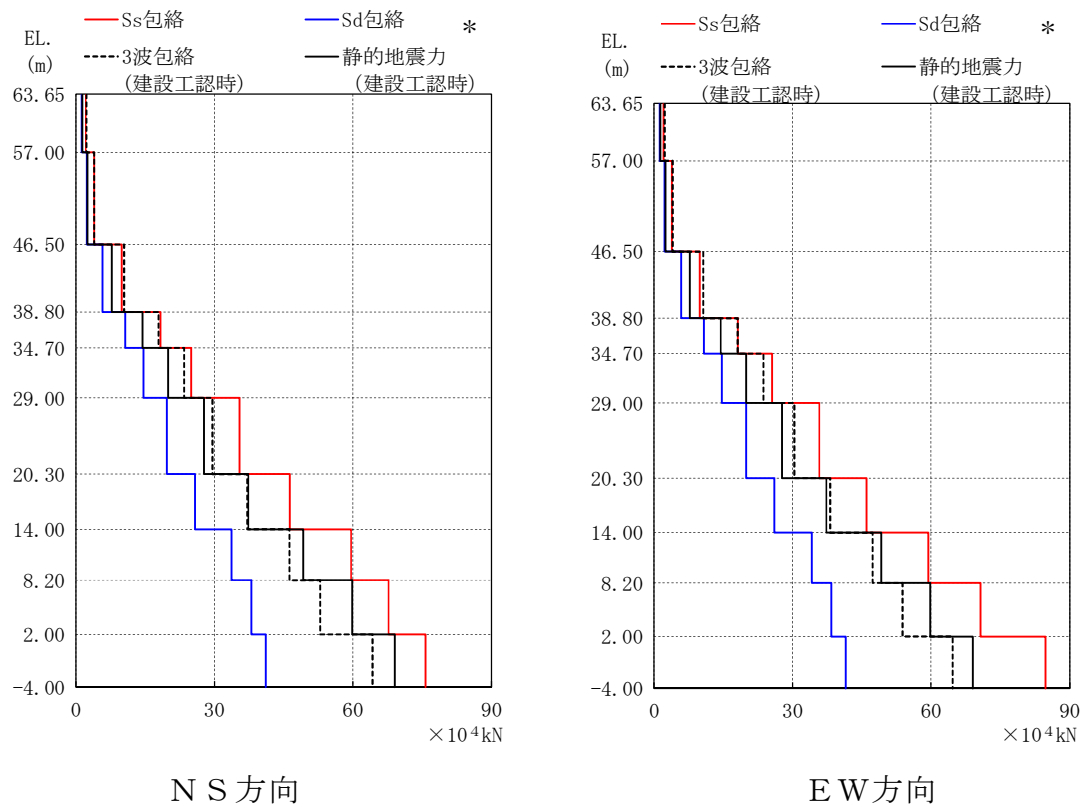 Ss包絡
Sd包絡
*
EL.
(m)
3波包絡
(建設工認時)
静的地震力
(建設工認時)
63.65
57.00
46.50
38.80
34.70
29.00
20.30
14.00
8.20
2.00
-4.00
0
30
60
90
×10⁴kN
ＮＳ方向
Ss包絡
Sd包絡
*
EL.
(m)
3波包絡
(建設工認時)
静的地震力
(建設工認時)
63.65
57.00
46.50
38.80
34.70
29.00
20.30
14.00
8.20
2.00
-4.00
0
30
60
90
×10⁴kN
ＥＷ方向